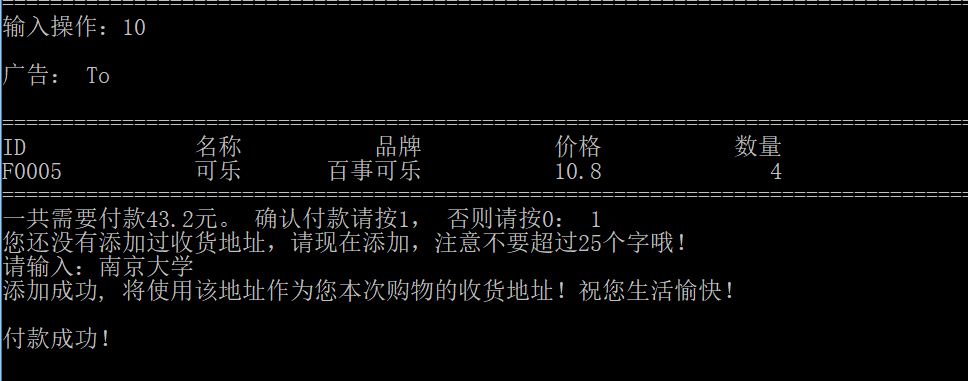 ================================================================================
输入操作：10
广告： To
================================================================================
ID 名称 品牌 价格 数量
F0005 可乐 百事可乐 10.8 4
================================================================================
一共需要付款43.2元。 确认付款请按1， 否则请按0： 1
您还没有添加过收货地址，请现在添加，注意不要超过25个字哦！
请输入：南京大学
添加成功, 将使用该地址作为您本次购物的收货地址！祝您生活愉快！
付款成功！